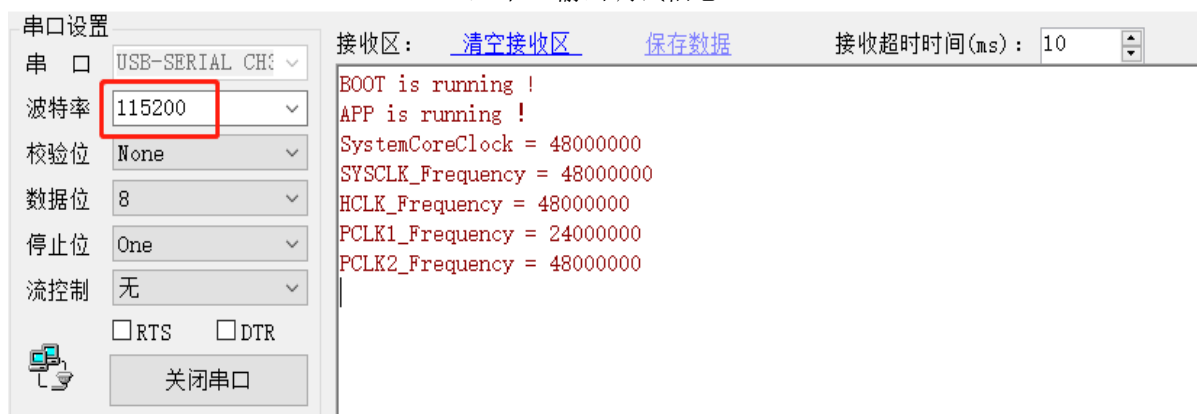 串口设置
串 口 USB-SERIAL CH
波特率 115200
校验位 None
数据位 8
停止位 One
流控制 无
RTS DTR
关闭串口
接收区： 清空接收区 保存数据 接收超时时间(ms)： 10
BOOT is running !
APP is running !
SystemCoreClock = 48000000
SYSCLK_Frequency = 48000000
HCLK_Frequency = 48000000
PCLK1_Frequency = 24000000
PCLK2_Frequency = 48000000